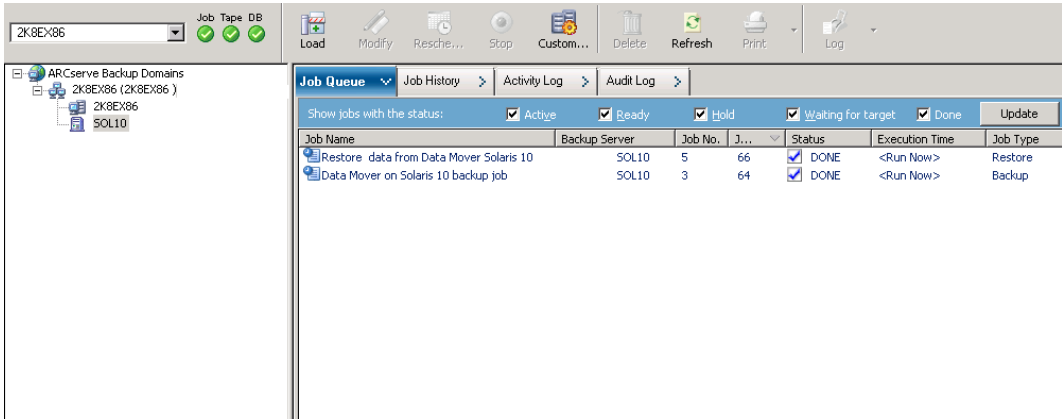 2K8EX86
Job Tape DB
Load Modify Resche... Stop Custom... Delete Refresh Print Log
ARCserve Backup Domains
2K8EX86 (2K8EX86 )
2K8EX86
SOL10
Job Queue Job History Activity Log Audit Log
Show jobs with the status: Active Ready Hold Waiting for target Done Update
Job Name Backup Server Job No. J... Status Execution Time Job Type
Restore data from Data Mover Solaris 10 SOL10 5 66 DONE <Run Now> Restore
Data Mover on Solaris 10 backup job SOL10 3 64 DONE <Run Now> Backup